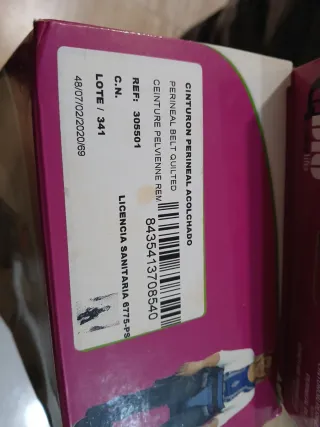 CINTURON PERINEAL ACOLCHADO
PERINEAL BELT QUILTED
CEINTURE PELVIENNE REM
REF: 305501
C.N.
LOTE / 341
48/07/02/2020/69
8435413708540
LICENCIA SANITARIA 6775-PS